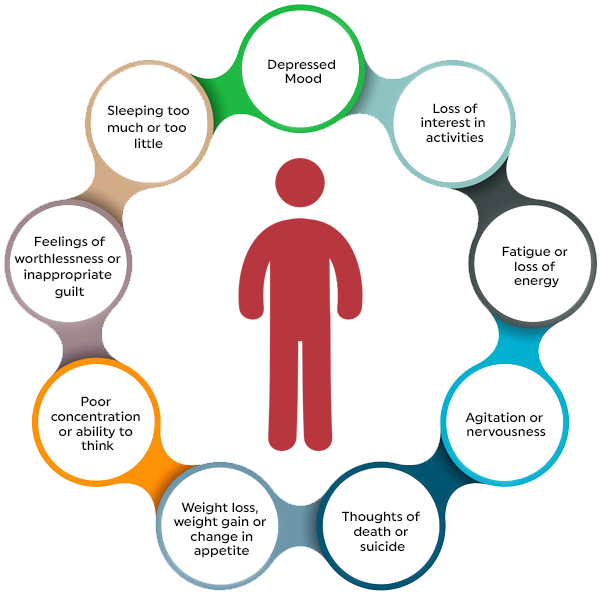 Depressed
Mood
Loss of
interest in
activities
Fatigue or
loss of
energy
Agitation or
nervousness
Thoughts of
death or
suicide
Weight loss,
weight gain or
change in
appetite
Poor
concentration
or ability to
think
Feelings of
worthlessness or
inappropriate
guilt
Sleeping too
much or too
little